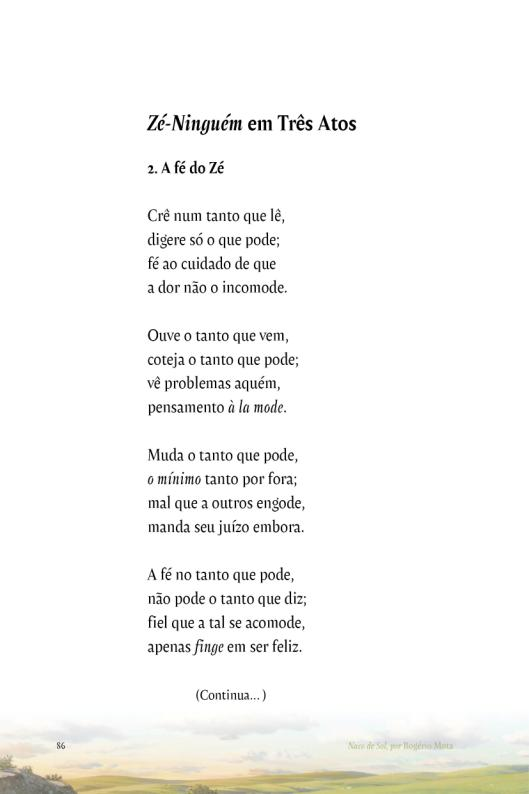 Zé-Ninguém em Três Atos
2. A fé do Zé
Crê num tanto que lê,
digere só o que pode;
fé ao cuidado de que
a dor não o incomode.
Ouve o tanto que vem,
coteja o tanto que pode;
vê problemas aquém,
pensamento à la mode.
Muda o tanto que pode,
o mínimo tanto por fora;
mal que a outros engode,
manda seu juízo embora.
A fé no tanto que pode,
não pode o tanto que diz;
fiel que a tal se acomode,
apenas finge em ser feliz.
(Continua... )
86
Naco de Sol, por Rogério Mota